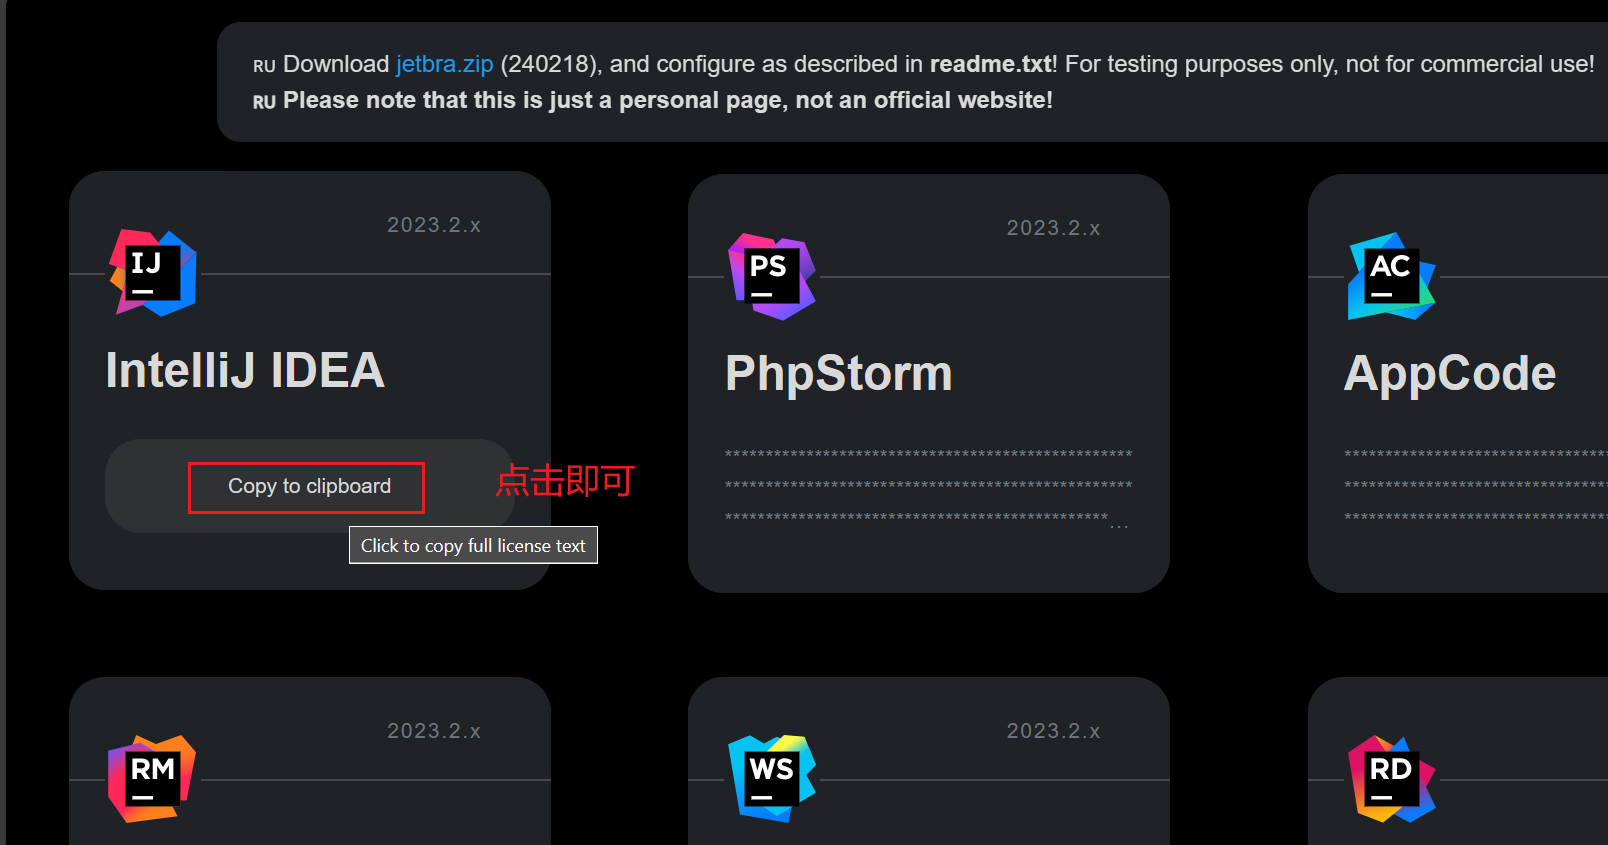 RU Download jetbra.zip (240218), and configure as described in readme.txt! For testing purposes only, not for commercial use!
RU Please note that this is just a personal page, not an official website!
2023.2.x
IJ
IntelliJ IDEA
Copy to clipboard
点击即可
Click to copy full license text
2023.2.x
PS
PhpStorm
**************************************************
**************************************************
***********************************************...
AC
AppCode
*********************************
*********************************
*********************************
2023.2.x
RM
2023.2.x
WS
RD